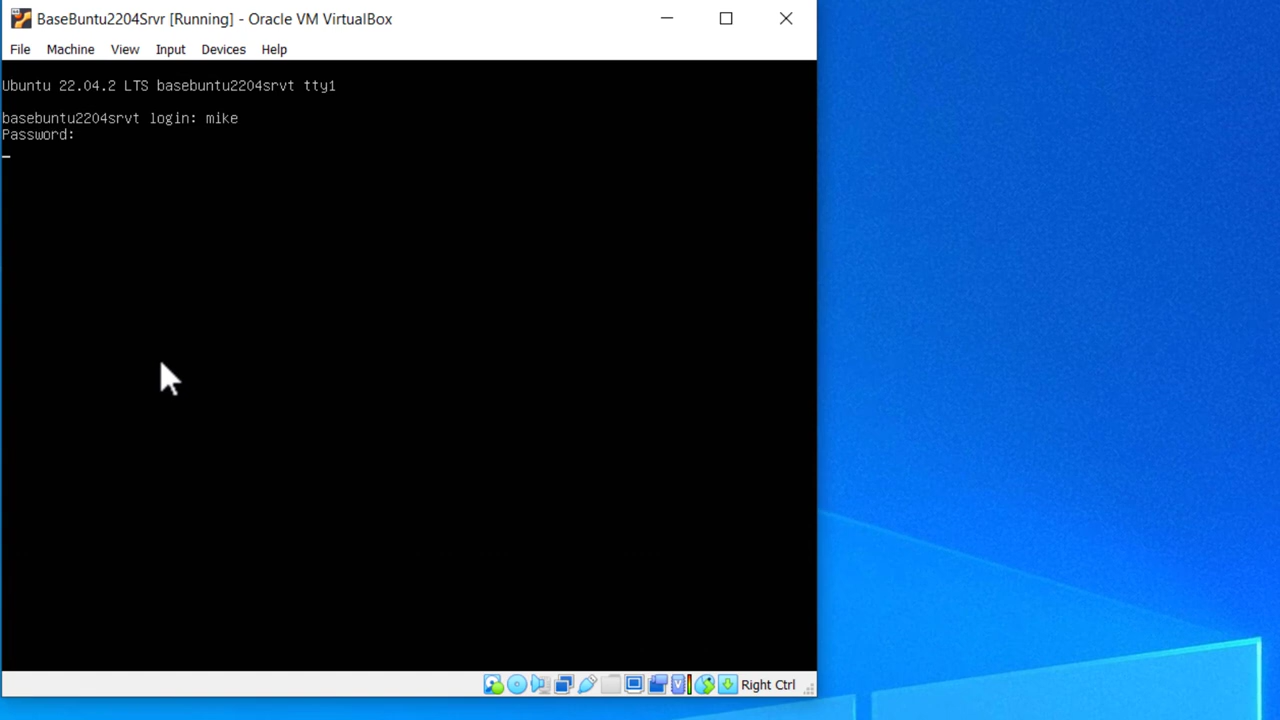 BaseBuntu2204Srvr [Running] - Oracle VM VirtualBox
File Machine View Input Devices Help
Ubuntu 22.04.2 LTS basebuntu2204srvt tty1
basebuntu2204srvt login: mike
Password:
Right Ctrl